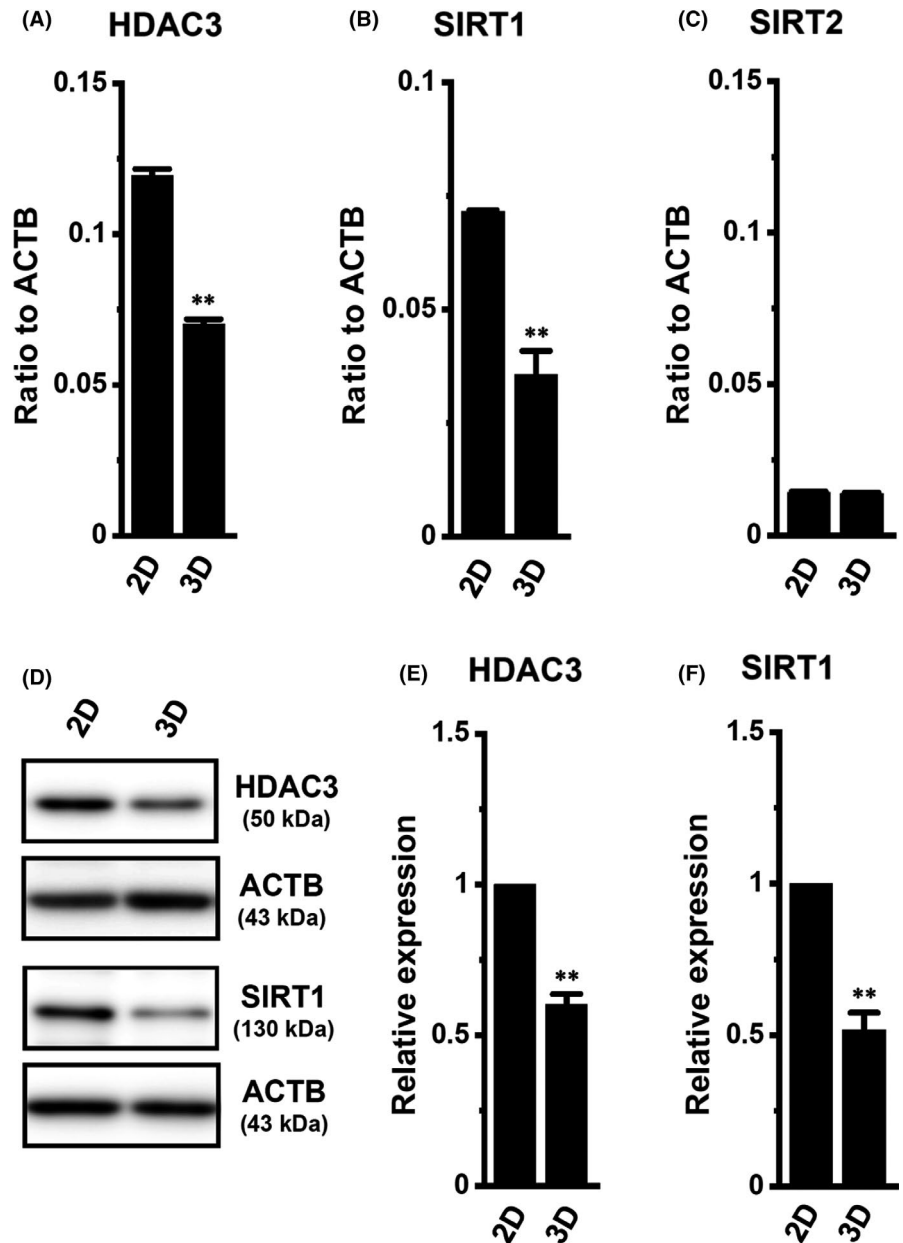 (A) HDAC3
0.15
0.1
0.05
0
Ratio to ACTB
**
2D
3D
(B) SIRT1
0.1
0.05
0
Ratio to ACTB
**
2D
3D
(C) SIRT2
0.15
0.1
0.05
0
Ratio to ACTB
2D
3D
(D)
2D 3D
HDAC3
(50 kDa)
ACTB
(43 kDa)
SIRT1
(130 kDa)
ACTB
(43 kDa)
(E) HDAC3
1.5
1
0.5
0
Relative expression
**
2D
3D
(F) SIRT1
1.5
1
0.5
0
Relative expression
**
2D
3D